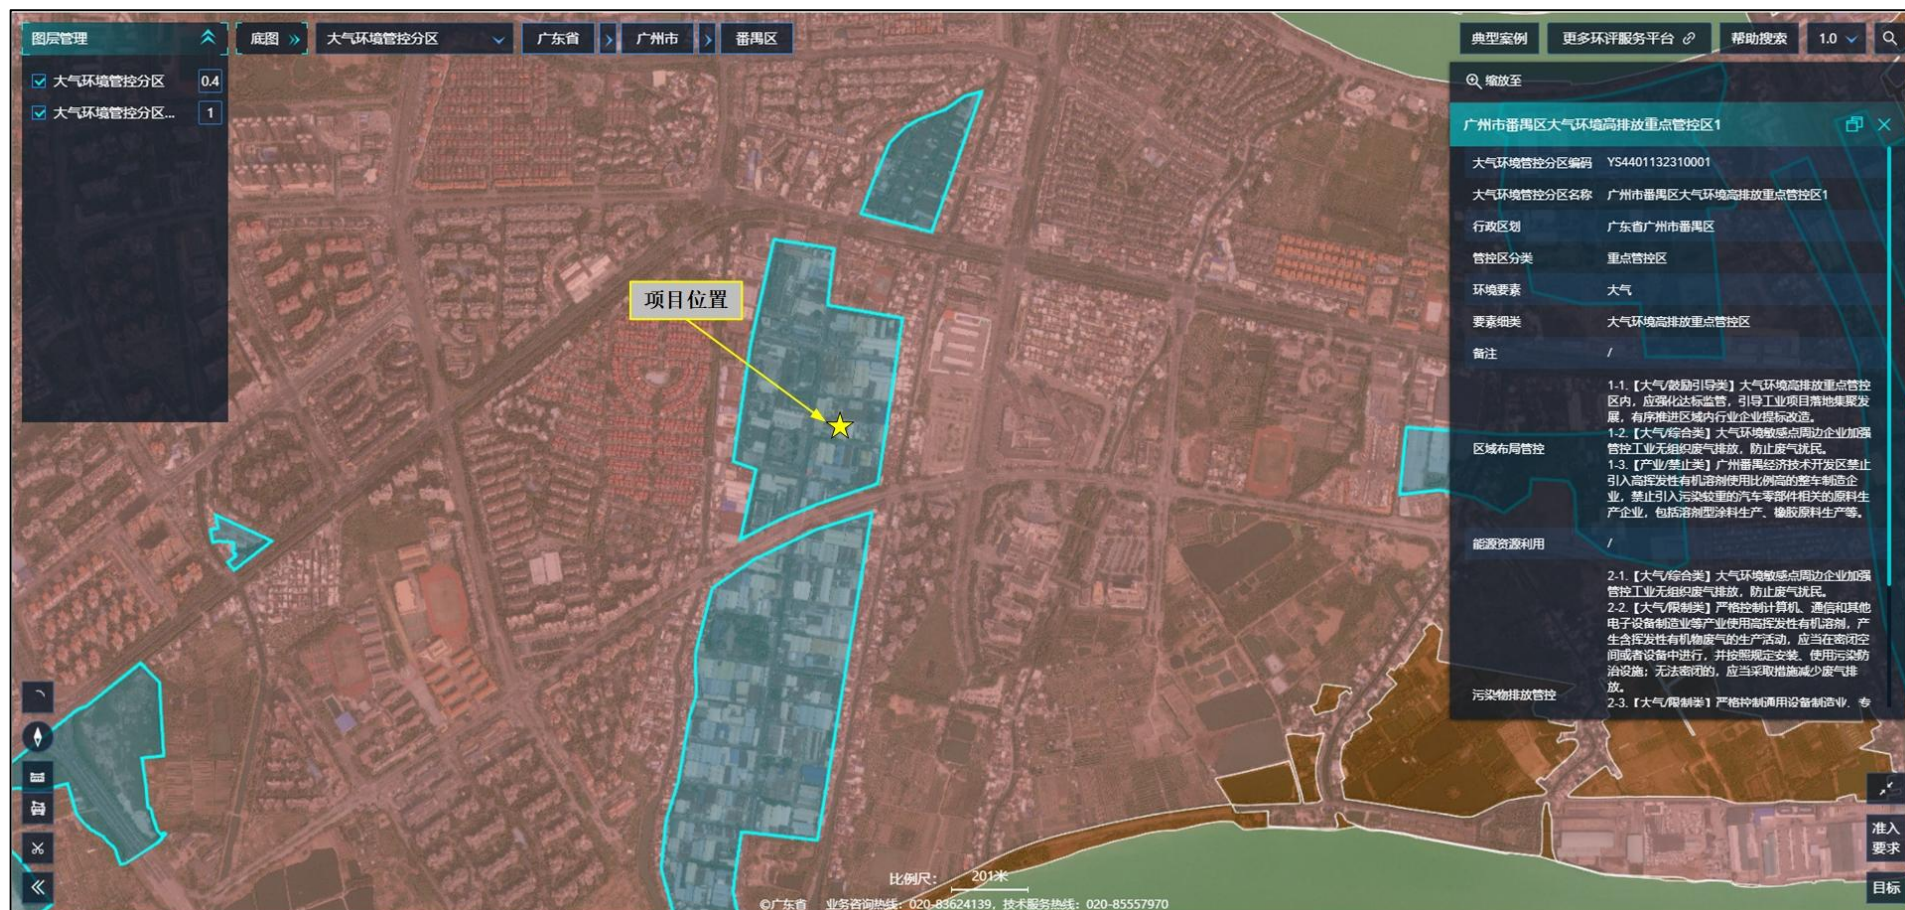 图层管理
底图
大气环境管控分区
广东省
广州市
番禺区
典型案例
更多环评服务平台
帮助搜索
1.0
大气环境管控分区
0.4
大气环境管控分区...
1
缩放至
广州市番禺区大气环境高排放重点管控区1
大气环境管控分区编码 YS4401132310001
大气环境管控分区名称 广州市番禺区大气环境高排放重点管控区1
行政区划 广东省广州市番禺区
管控区分类 重点管控区
环境要素 大气
要素细类 大气环境高排放重点管控区
备注 /
区域布局管控
1-1.【大气/鼓励引导类】大气环境高排放重点管控
区内，应强化达标监管，引导工业项目落地集聚发
展，有序推进区域内行业企业提标改造。
1-2.【大气/综合类】大气环境敏感点周边企业加强
管控工业无组织废气排放，防止废气扰民。
1-3.【产业/禁止类】广州番禺经济技术开发区禁止
引入高挥发性有机溶剂使用比例高的整车制造企
业，禁止引入污染较重的汽车零部件相关的原料生
产企业，包括溶剂型涂料生产、橡胶原料生产等。
能源资源利用 /
污染物排放管控
2-1.【大气/综合类】大气环境敏感点周边企业加强
管控工业无组织废气排放，防止废气扰民。
2-2.【大气/限制类】严格控制计算机、通信和其他
电子设备制造业等产业使用高挥发性有机溶剂，产
生含挥发性有机物废气的生产活动，应当在密闭空
间或者设备中进行，并按照规定安装、使用污染防
治设施；无法密闭的，应当采取措施减少废气排
放。
2-3.【大气/限制类】严格控制通用设备制造业、专
项目位置
准入
要求
目标
比例尺：
201米
©广东省 业务咨询热线：020-83624139，技术服务热线：020-85557970